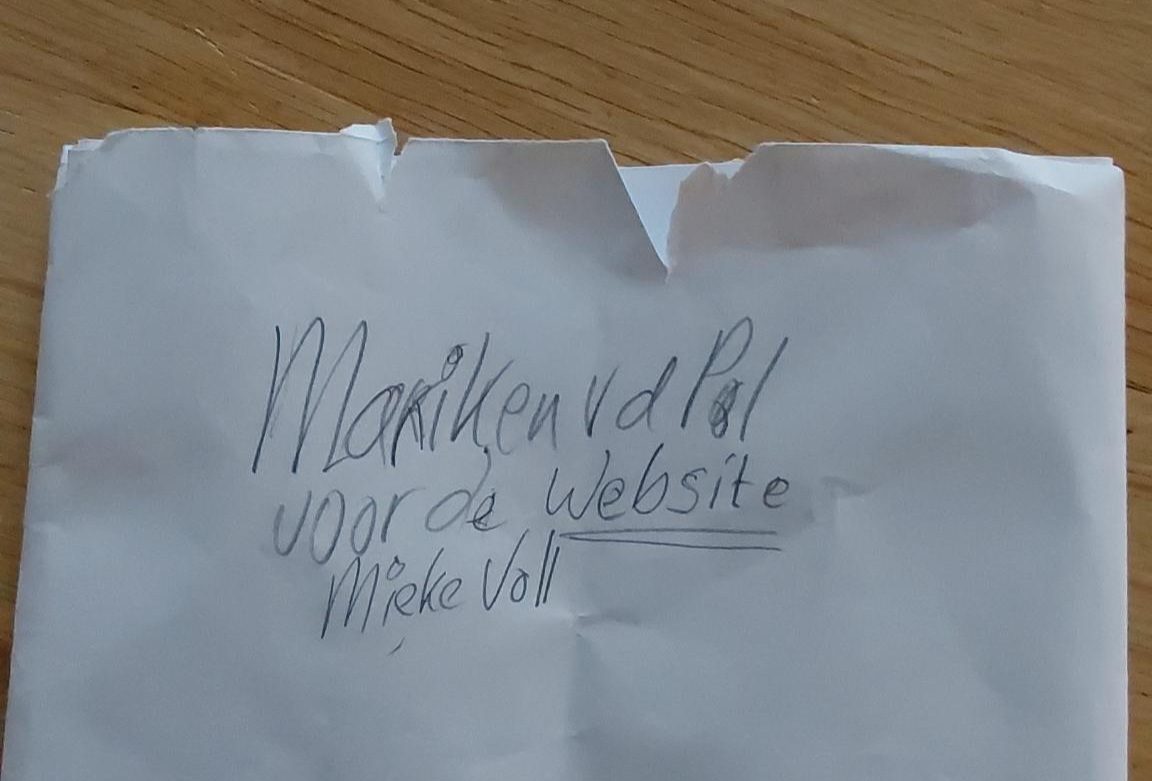 Mariken vd Pol
voor de Website
Mieke Voll